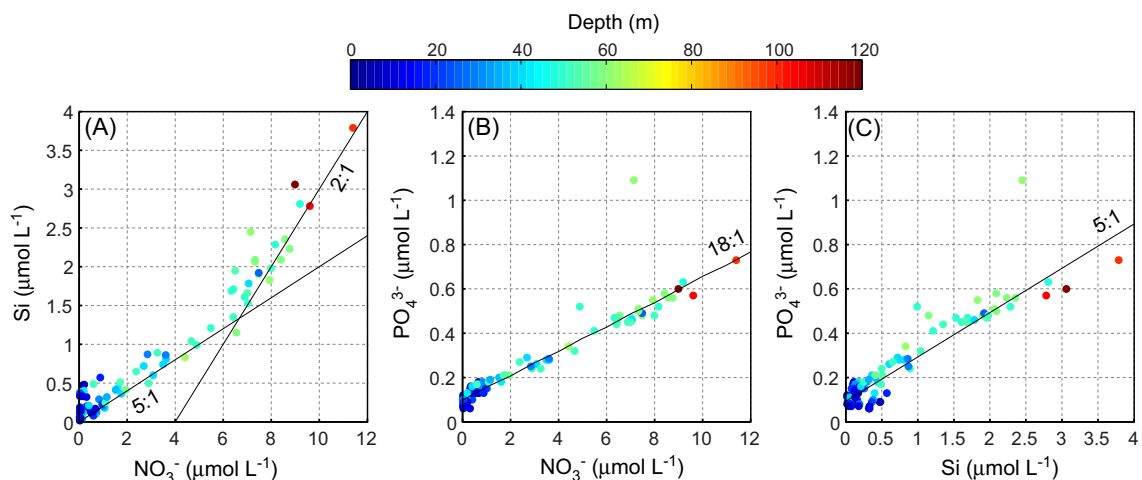 Depth (m)
0 20 40 60 80 100 120
(A)
4
3.5
3
2.5
2
1.5
1
0.5
0
Si (μmol L⁻¹)
2:1
5:1
0 2 4 6 8 10 12
NO₃⁻ (μmol L⁻¹)
(B)
1.4
1.2
1
0.8
0.6
0.4
0.2
0
PO₄³⁻ (μmol L⁻¹)
18:1
0 2 4 6 8 10 12
NO₃⁻ (μmol L⁻¹)
(C)
1.4
1.2
1
0.8
0.6
0.4
0.2
0
PO₄³⁻ (μmol L⁻¹)
5:1
0 0.5 1 1.5 2 2.5 3 3.5 4
Si (μmol L⁻¹)